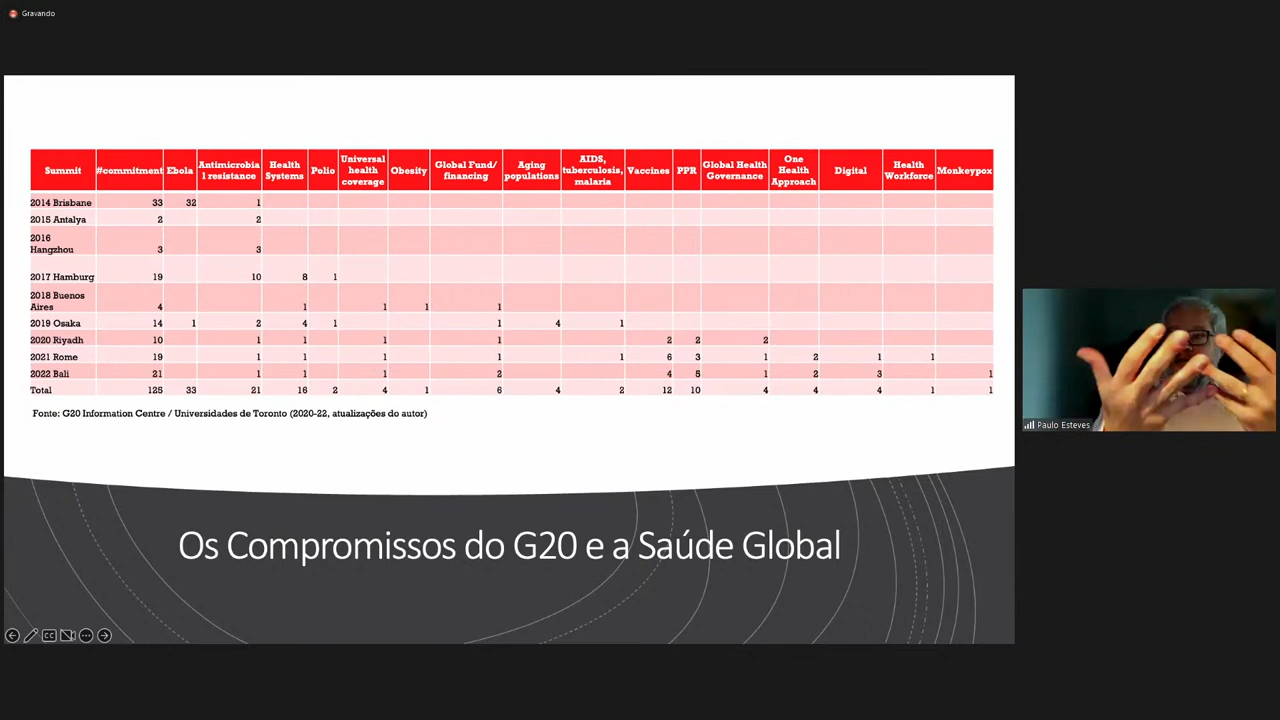 Gravando
Summit #commitment Ebola Antimicrobia l resistance Health Systems Polio Universal health coverage Obesity Global Fund/ financing Aging populations AIDS, tuberculosis, malaria Vaccines PPR Global Health Governance One Health Approach Digital Health Workforce Monkeypox
2014 Brisbane 33 32 1
2015 Antalya 2 2
2016 Hangzhou 3 3
2017 Hamburg 19 10 8 1
2018 Buenos Aires 4 1 1 1 1
2019 Osaka 14 1 2 4 1 1 4 1
2020 Riyadh 10 1 1 1 1 2 2 2
2021 Rome 19 1 1 1 1 1 6 3 1 2 1 1
2022 Bali 21 1 1 1 2 4 5 1 2 3 1
Total 125 33 21 16 2 4 1 6 4 2 12 10 4 4 4 1 1
Fonte: G20 Information Centre / Universidades de Toronto (2020-22, atualizações do autor)
Os Compromissos do G20 e a Saúde Global
CC
Paulo Esteves